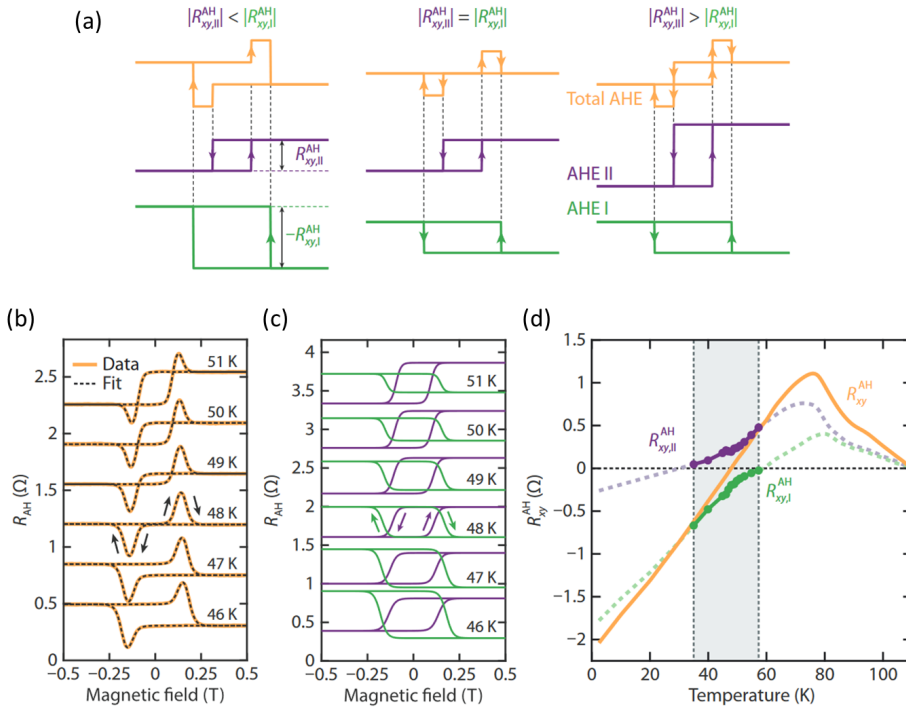 (a)
|R^AH_xy,II| < |R^AH_xy,I|
|R^AH_xy,II| = |R^AH_xy,I|
|R^AH_xy,II| > |R^AH_xy,I|
Total AHE
R^AH_xy,II
AHE II
AHE I
−R^AH_xy,I
(b)
Data
Fit
51 K
50 K
49 K
48 K
47 K
46 K
2.5
2
1.5
1
0.5
0
R_AH (Ω)
−0.5
−0.25
0
0.25
0.5
Magnetic field (T)
(c)
51 K
50 K
49 K
48 K
47 K
46 K
4
3.5
3
2.5
2
1.5
1
0.5
0
R_AH (Ω)
−0.5
−0.25
0
0.25
0.5
Magnetic field (T)
(d)
1.5
1
0.5
0
−0.5
−1
−1.5
−2
R^AH_xy (Ω)
R^AH_xy
R^AH_xy,II
R^AH_xy,I
0
20
40
60
80
100
Temperature (K)